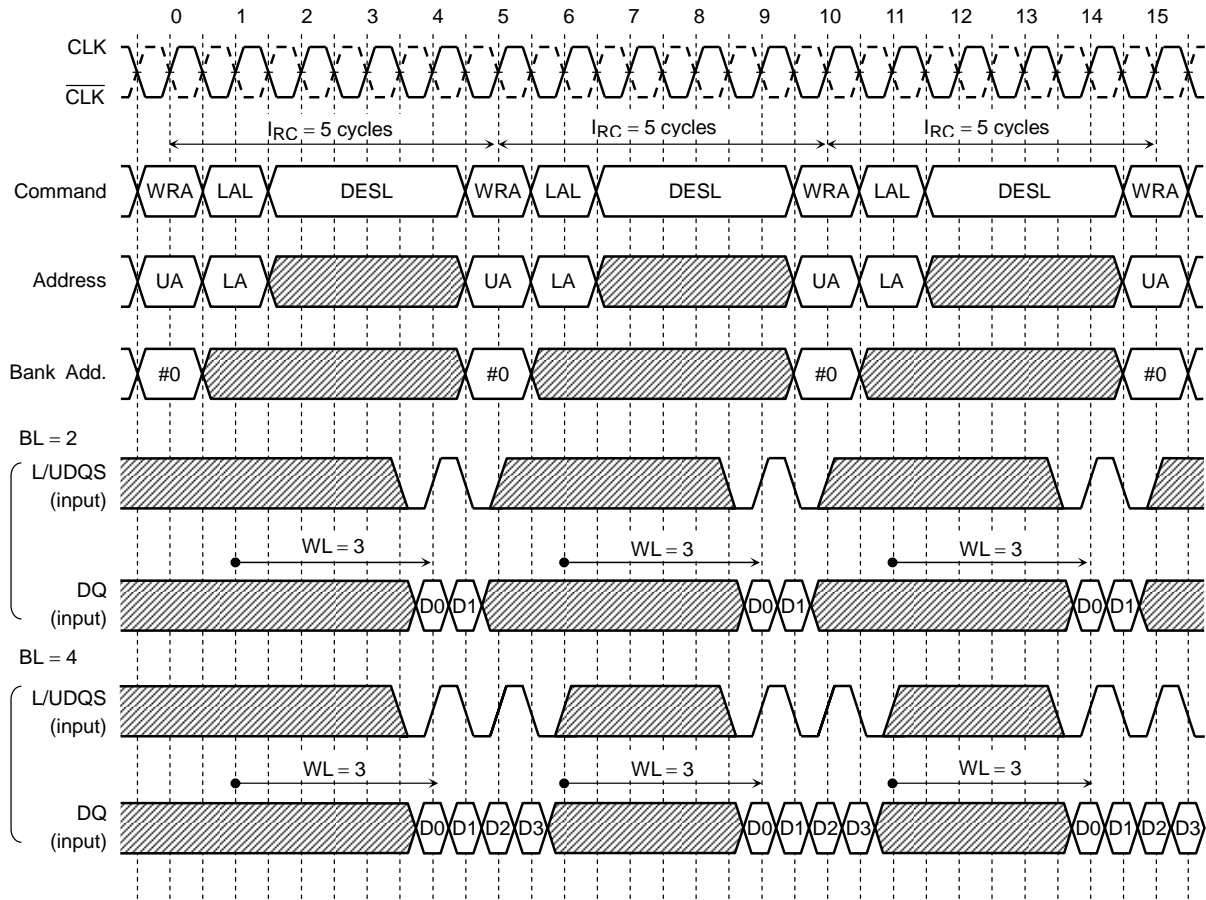 0 1 2 3 4 5 6 7 8 9 10 11 12 13 14 15
CLK
CLK
IRC = 5 cycles IRC = 5 cycles IRC = 5 cycles
Command WRA LAL DESL WRA LAL DESL WRA LAL DESL WRA
Address UA LA UA LA UA LA UA
Bank Add. #0 #0 #0 #0
BL = 2
L/UDQS
(input)
WL = 3 WL = 3 WL = 3
DQ
(input)
D0 D1 D0 D1 D0 D1
BL = 4
L/UDQS
(input)
WL = 3 WL = 3 WL = 3
DQ
(input)
D0 D1 D2 D3 D0 D1 D2 D3 D0 D1 D2 D3